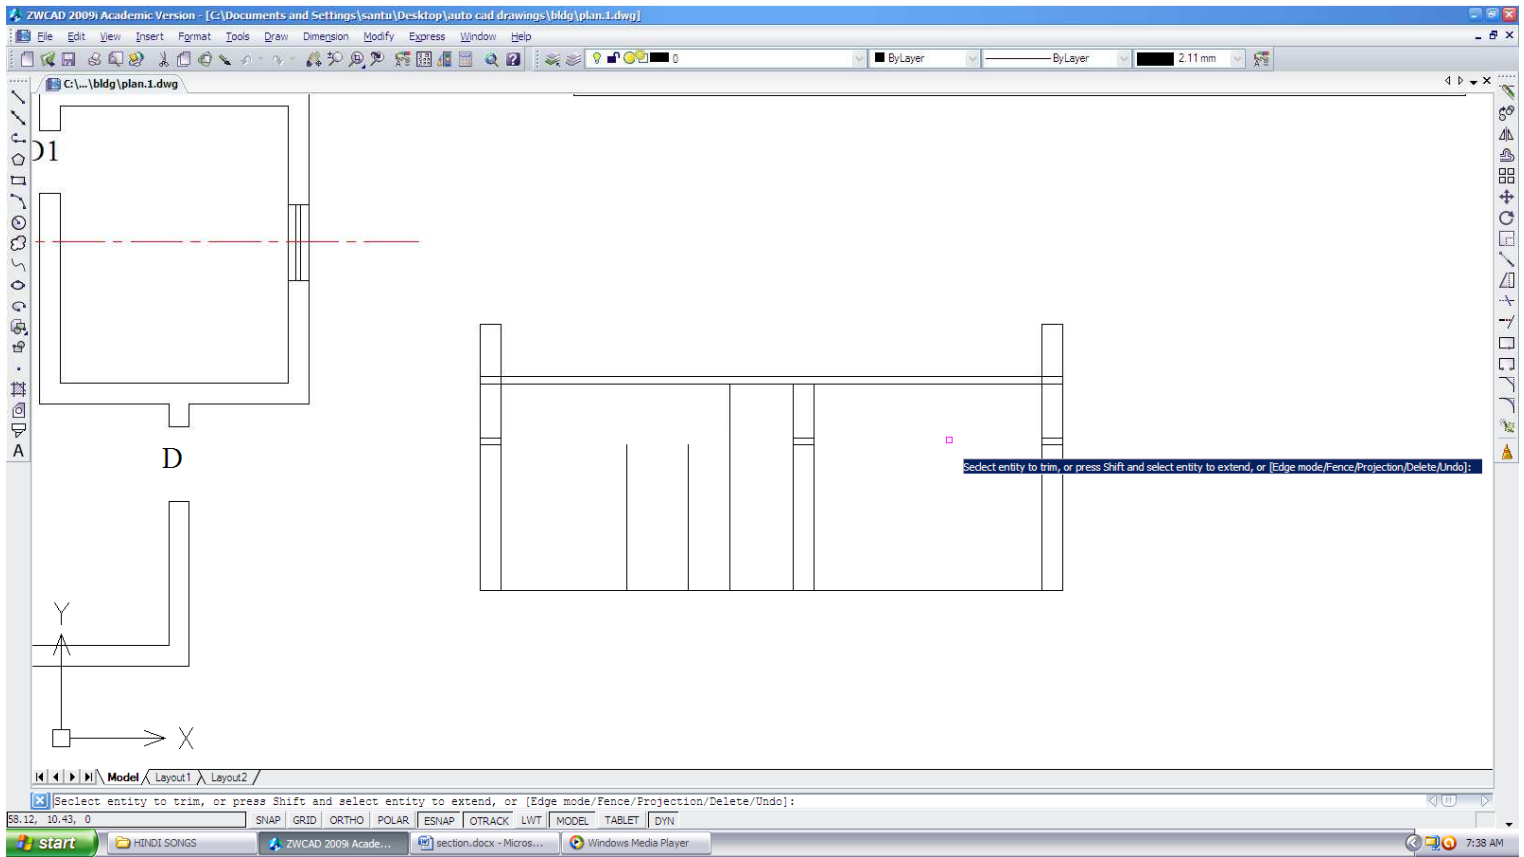 ZWCAD 2009i Academic Version - [C:\Documents and Settings\santu\Desktop\auto cad drawings\bldg\plan.1.dwg]
File Edit View Insert Format Tools Draw Dimension Modify Express Window Help
0 ByLayer ByLayer 2.11 mm
C:\...\bldg\plan.1.dwg
D1
D
Seclect entity to trim, or press Shift and select entity to extend, or [Edge mode/Fence/Projection/Delete/Undo]:
Y
X
A
Model Layout1 Layout2
Seclect entity to trim, or press Shift and select entity to extend, or [Edge mode/Fence/Projection/Delete/Undo]:
58.12, 10.43, 0 SNAP GRID ORTHO POLAR ESNAP OTRACK LWT MODEL TABLET DYN
start HINDI SONGS ZWCAD 2009i Acade... section.docx - Micros... Windows Media Player 7:38 AM